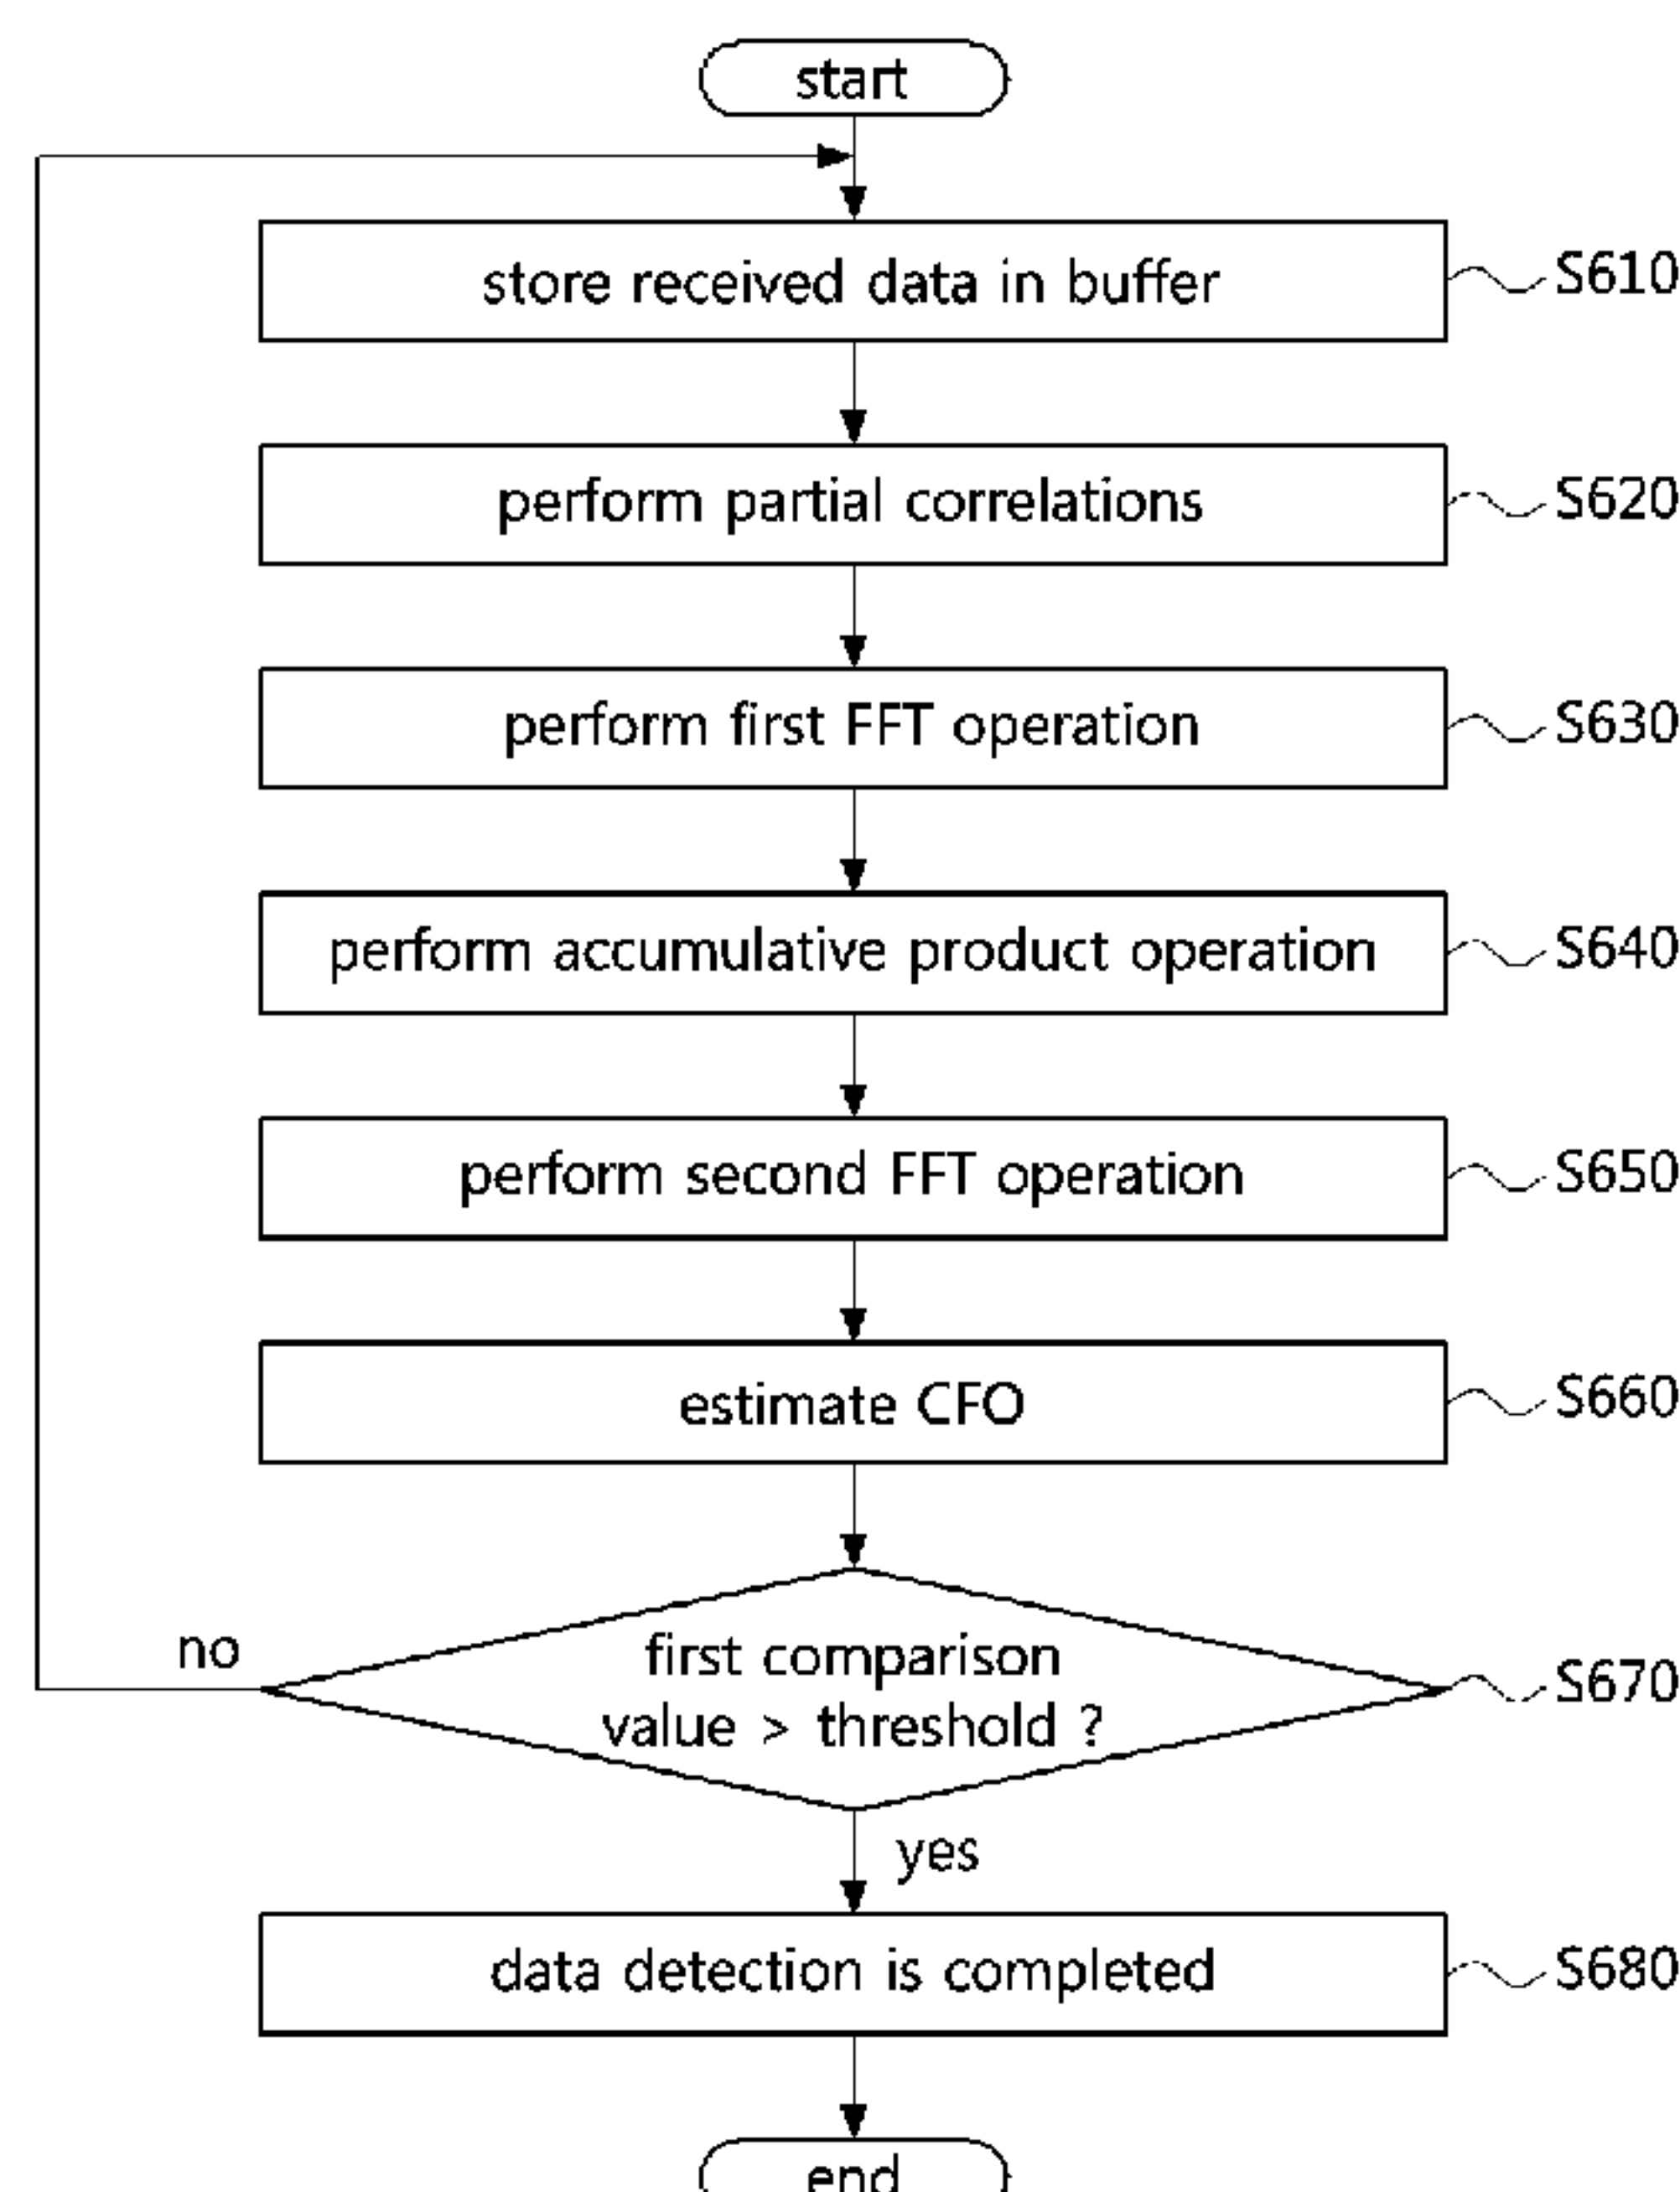 start
store received data in buffer
S610
perform partial correlations
S620
perform first FFT operation
S630
perform accumulative product operation
S640
perform second FFT operation
S650
estimate CFO
S660
no
first comparison
value > threshold ?
S670
yes
data detection is completed
S680
end